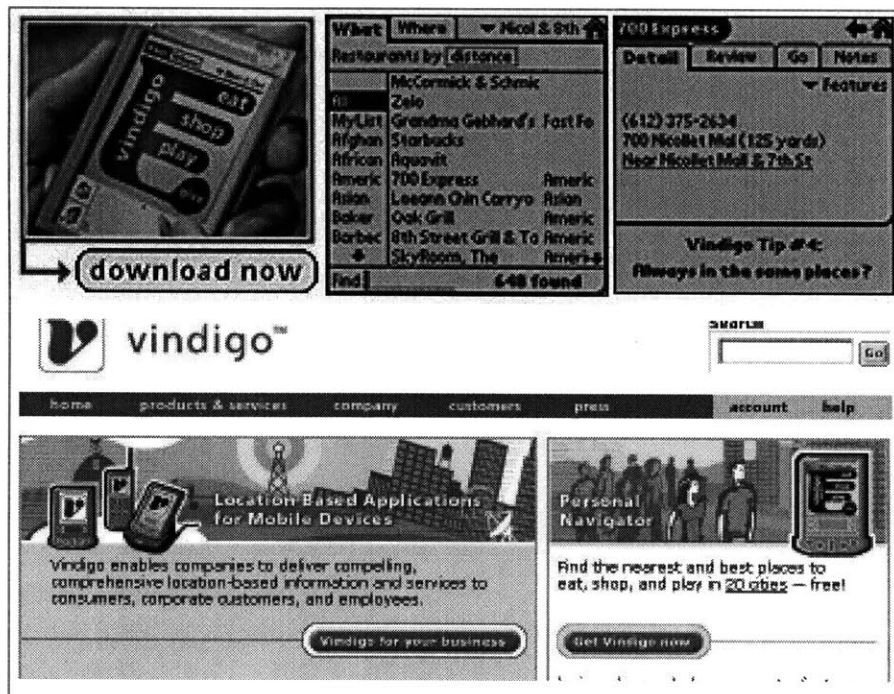 vindigo
eat
shop
play
download now
What Where Nicol & 8th
Restaurants by distance
McCormick & Schmic
All Zelo
MyList Grandma Gebhard's Fast Fo
Afghan Starbucks
African Aquavit
Americ 700 Express Americ
Asian Leeann Chin Carryo Asian
Baker Oak Grill Americ
Barbec 8th Street Grill & Ta Americ
SkyRoom, The Americ
Find 648 found
700 Express
Detail Review Go Notes
Features
(612) 375-2634
700 Nicollet Mal (125 yards)
Near Nicollet Mall & 7th St
Vindigo Tip #4:
Always in the same places?
vindigo™
Search
Go
home products & services company customers press account help
Location Based Applications
for Mobile Devices
Vindigo enables companies to deliver compelling,
comprehensive location-based information and services to
consumers, corporate customers, and employees.
Vindigo for your business
Personal
Navigator
Find the nearest and best places to
eat, shop, and play in 20 cities — free!
Get Vindigo now